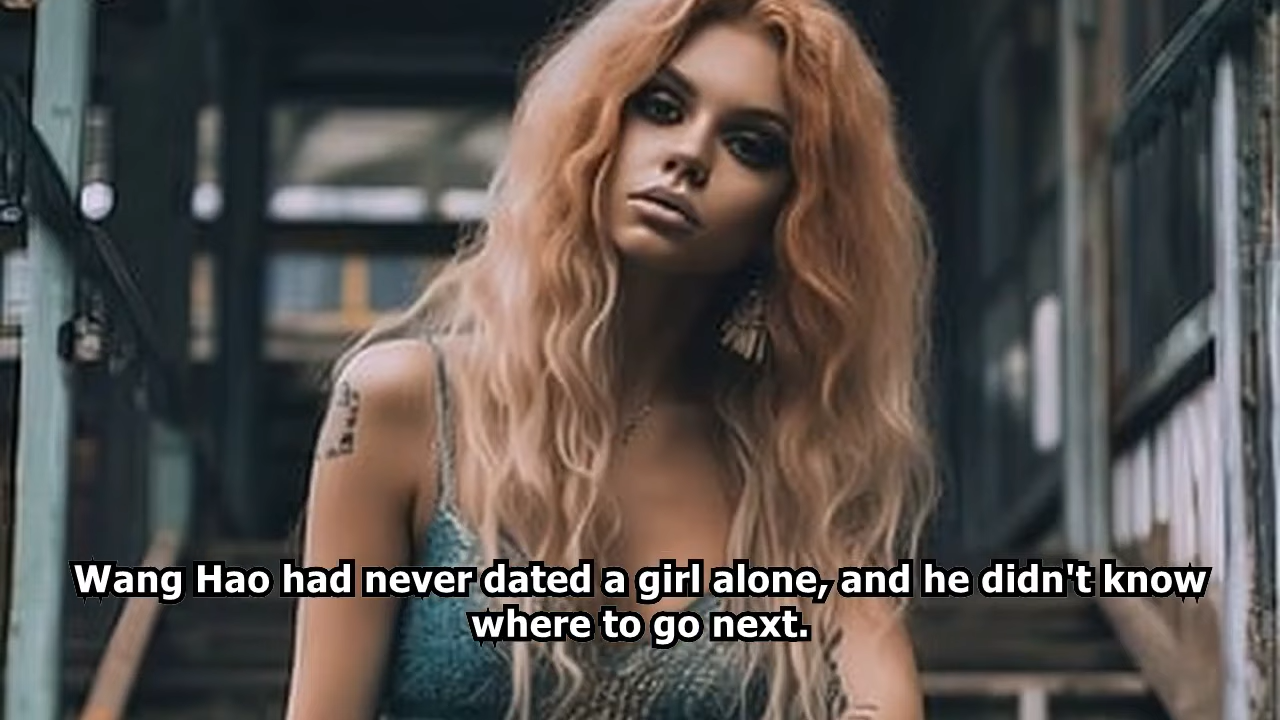 Wang Hao had never dated a girl alone, and he didn't know
where to go next.